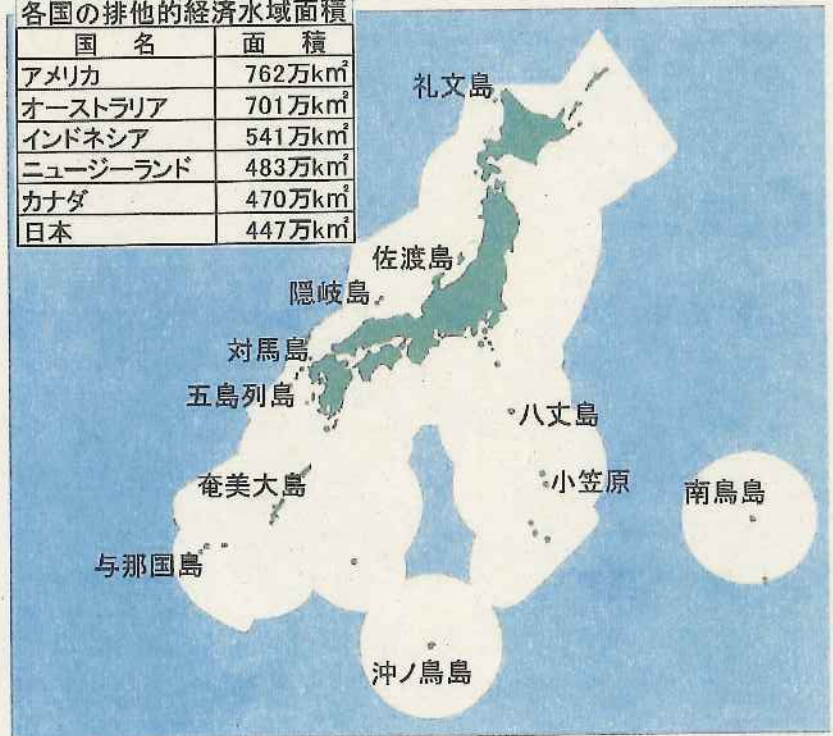 各国の排他的経済水域面積
国 名 面 積
アメリカ 762万km²
オーストラリア 701万km²
インドネシア 541万km²
ニュージーランド 483万km²
カナダ 470万km²
日本 447万km²
礼文島
佐渡島
隠岐島
対馬島
五島列島
八丈島
奄美大島
小笠原
南鳥島
与那国島
沖ノ鳥島